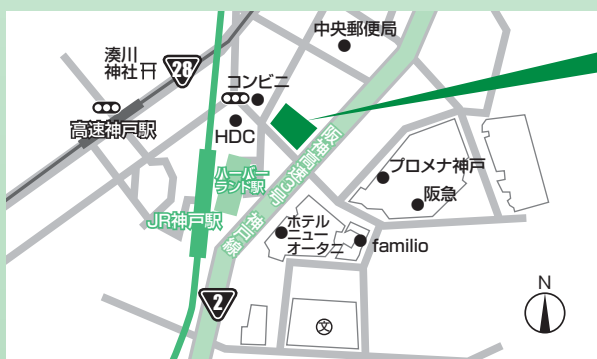 中央郵便局
湊川
神社
28
コンビニ
高速神戸駅
HDC
阪神高速3号 神戸線
ハーバー
ランド駅
プロメナ神戸
阪急
JR神戸駅
ホテル
ニュー
オータニ
familio
2
文
N